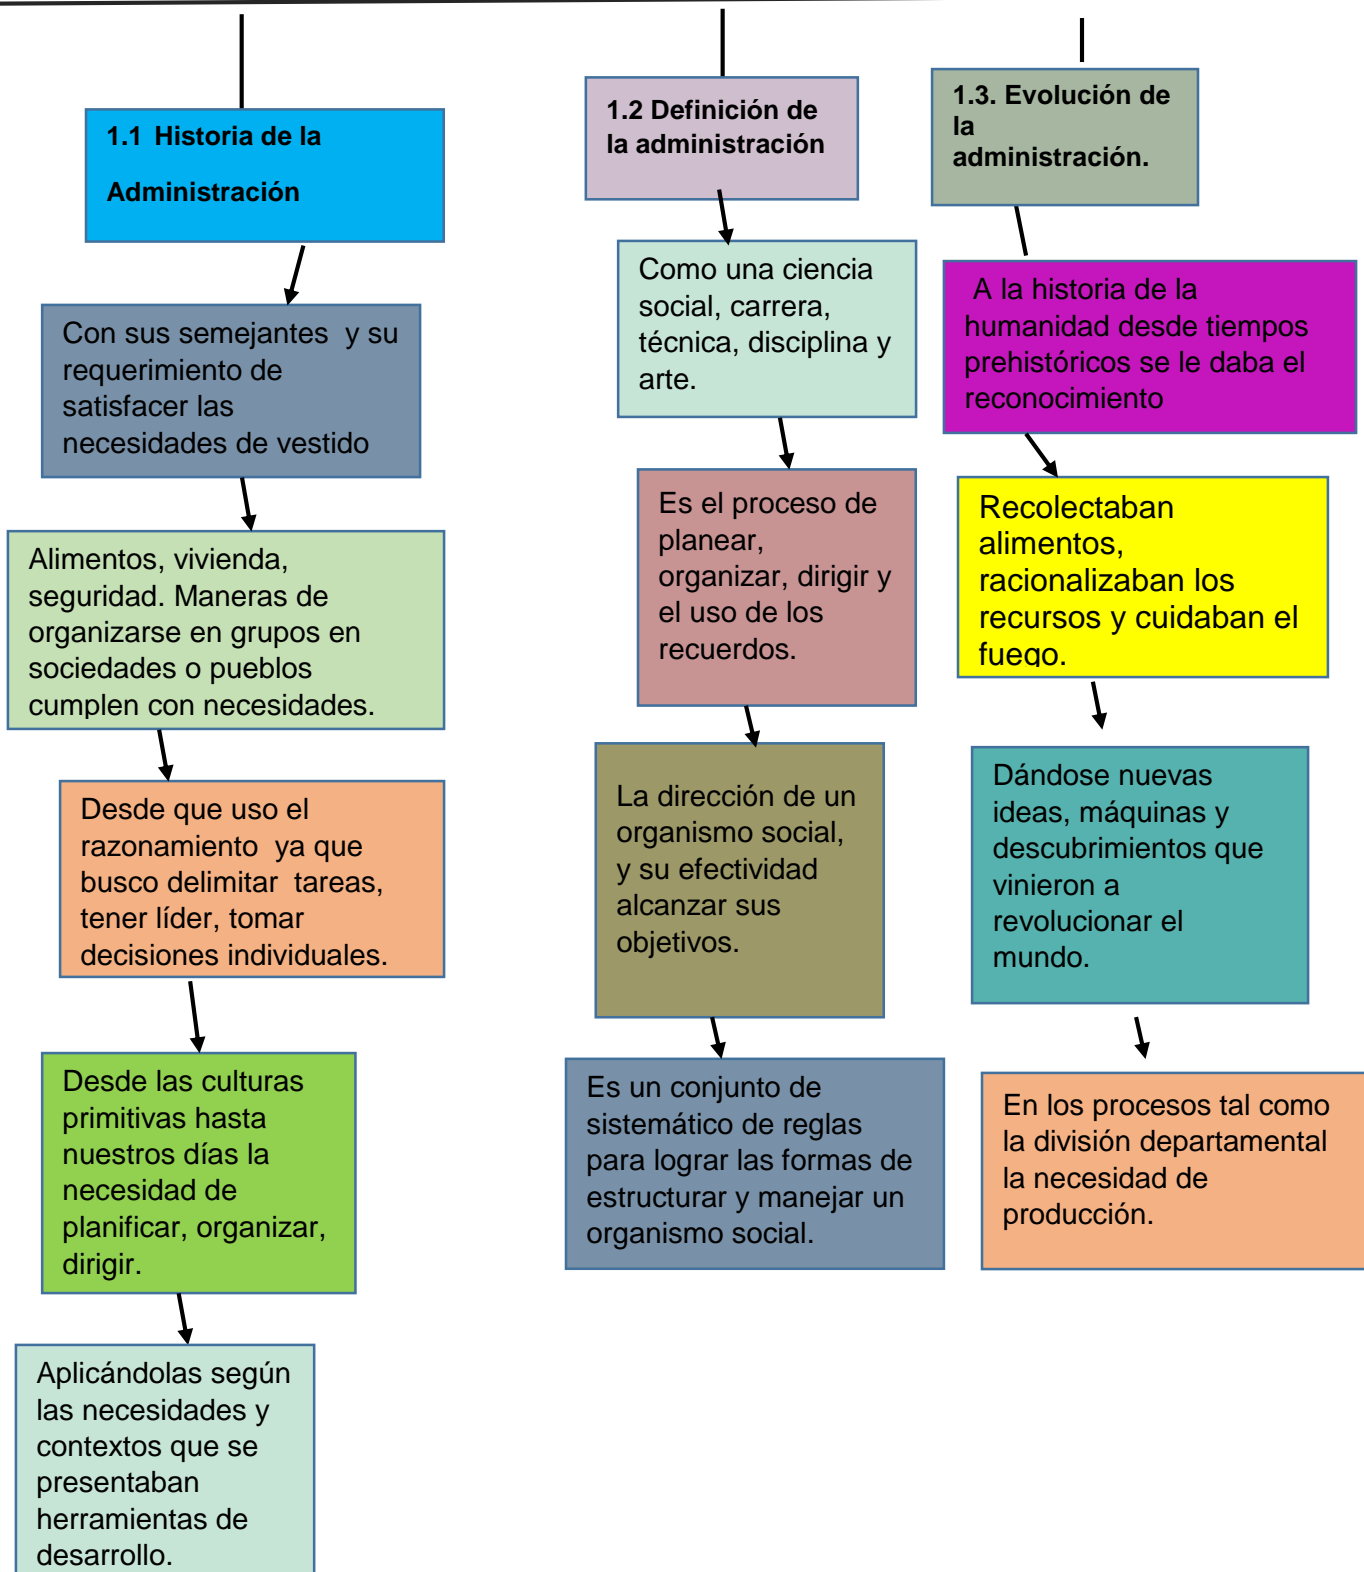 1.1 Historia de la
Administración
Con sus semejantes y su
requerimiento de
satisfacer las
necesidades de vestido
Alimentos, vivienda,
seguridad. Maneras de
organizarse en grupos en
sociedades o pueblos
cumplen con necesidades.
Desde que uso el
razonamiento ya que
busco delimitar tareas,
tener líder, tomar
decisiones individuales.
Desde las culturas
primitivas hasta
nuestros días la
necesidad de
planificar, organizar,
dirigir.
Aplicándolas según
las necesidades y
contextos que se
presentaban
herramientas de
desarrollo.
1.2 Definición de
la administración
Como una ciencia
social, carrera,
técnica, disciplina y
arte.
Es el proceso de
planear,
organizar, dirigir y
el uso de los
recuerdos.
La dirección de un
organismo social,
y su efectividad
alcanzar sus
objetivos.
Es un conjunto de
sistemático de reglas
para lograr las formas de
estructurar y manejar un
organismo social.
1.3. Evolución de
la
administración.
A la historia de la
humanidad desde tiempos
prehistóricos se le daba el
reconocimiento
Recolectaban
alimentos,
racionalizaban los
recursos y cuidaban el
fuego.
Dándose nuevas
ideas, máquinas y
descubrimientos que
vinieron a
revolucionar el
mundo.
En los procesos tal como
la división departamental
la necesidad de
producción.